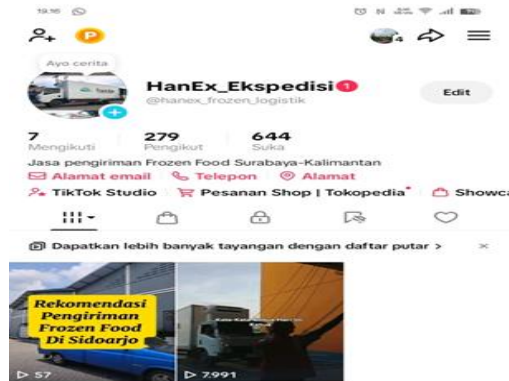 19.16
4
P
Ayo cerita
HanEx_Ekspedisi 1
@hanex_frozen_logistik
Edit
7 279 644
Mengikuti Pengikut Suka
Jasa pengiriman Frozen Food Surabaya-Kalimantan
Alamat email Telepon Alamat
TikTok Studio Pesanan Shop | Tokopedia Showca
Dapatkan lebih banyak tayangan dengan daftar putar > ×
Rekomendasi
Pengiriman
Frozen Food
Di Sidoarjo
57
7.991